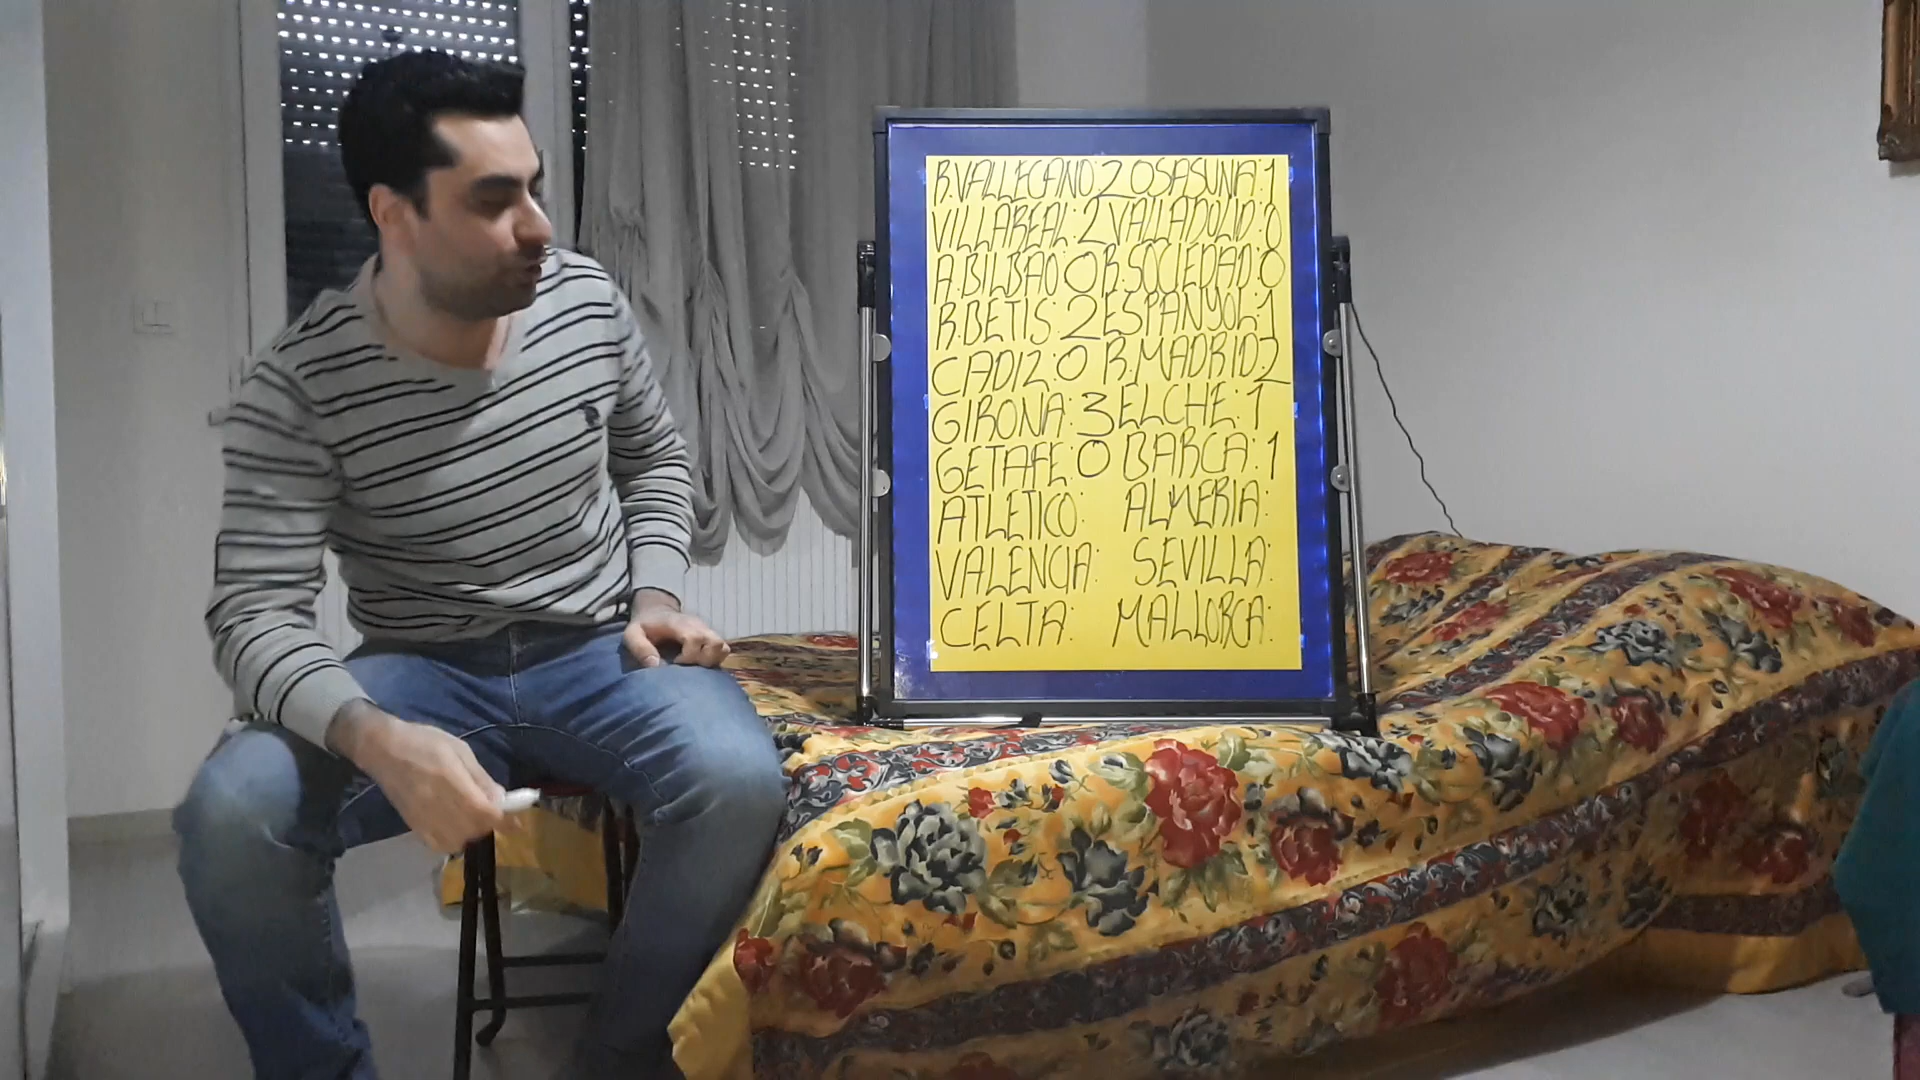 R.VALLECANO:2 OSASUNA:1
VILLAREAL:2 VALLADOLID:0
A.BILBAO 0 R.SOCIEDAD:0
R.BETIS:2 ESPANYOL:1
CADIZ:0 R.MADRID:2
GIRONA:3 ELCHE:1
GETAFE:0 BARCA:1
ATLETICO: ALMERIA:
VALENCIA: SEVILLA:
CELTA: MALLORCA: